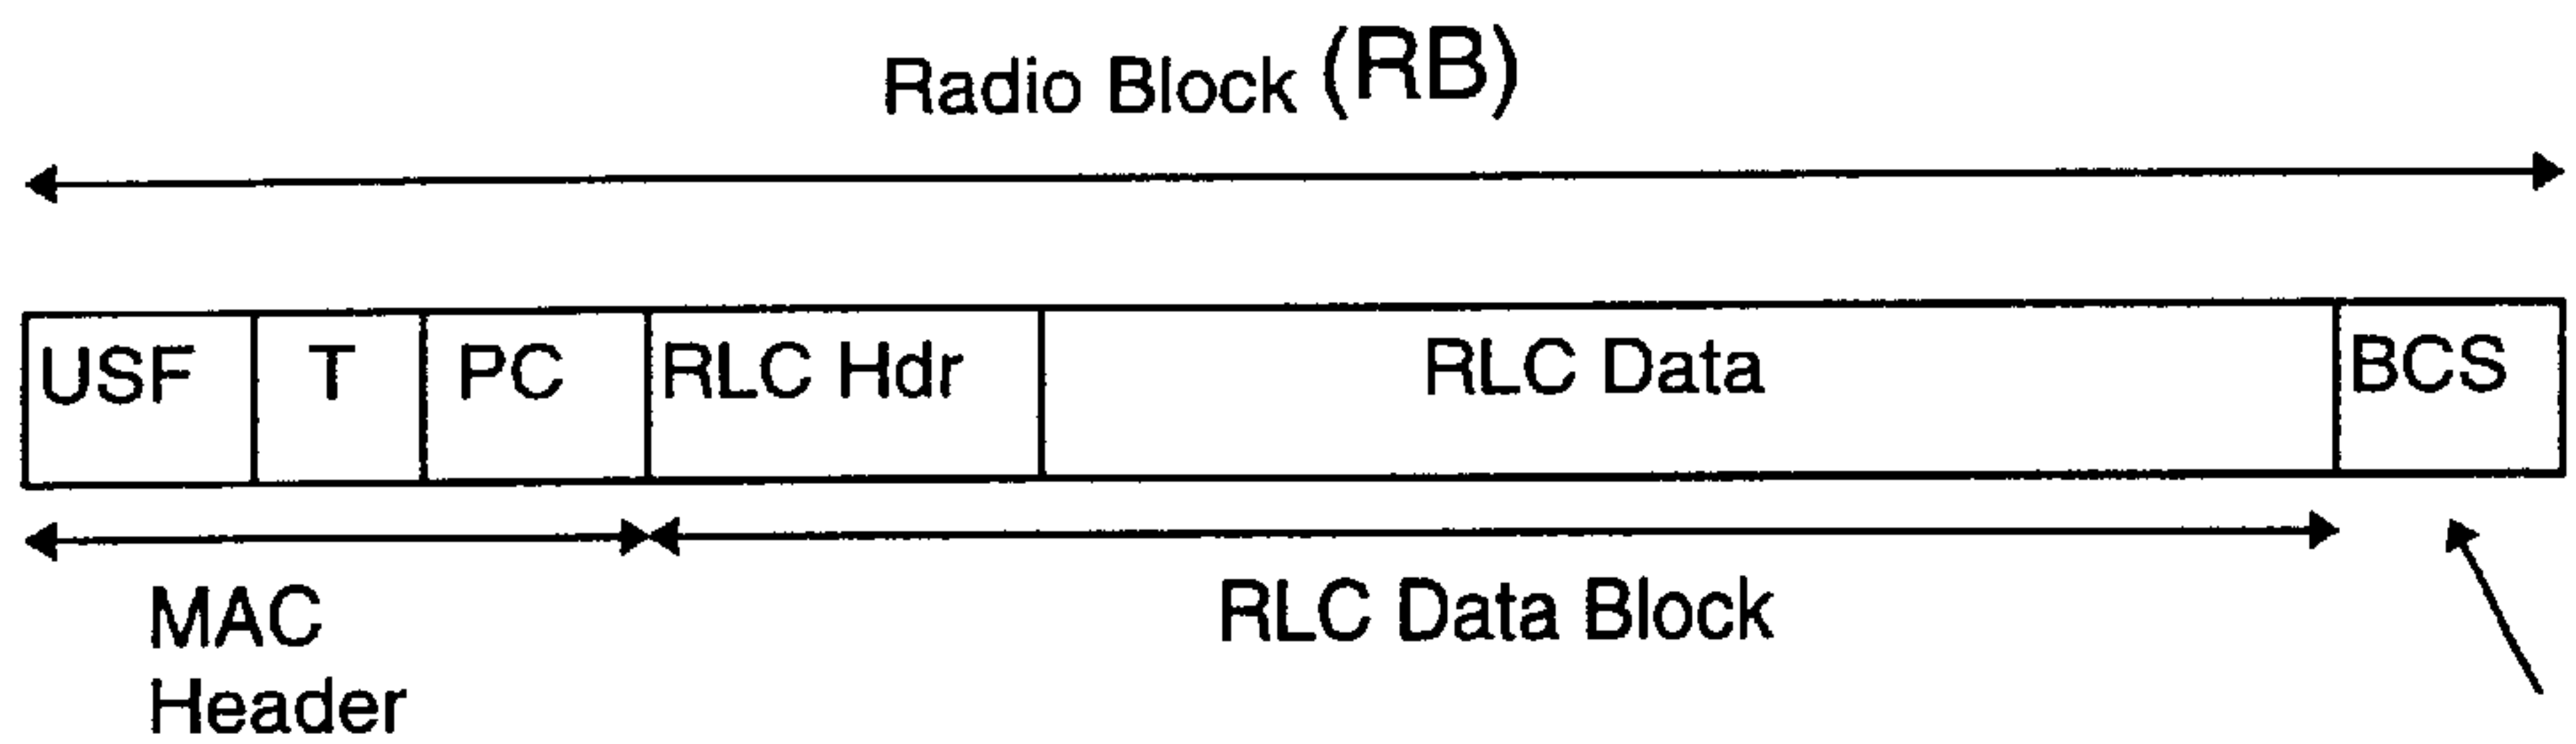 Radio Block (RB)
USF T PC RLC Hdr RLC Data BCS
MAC
Header
RLC Data Block